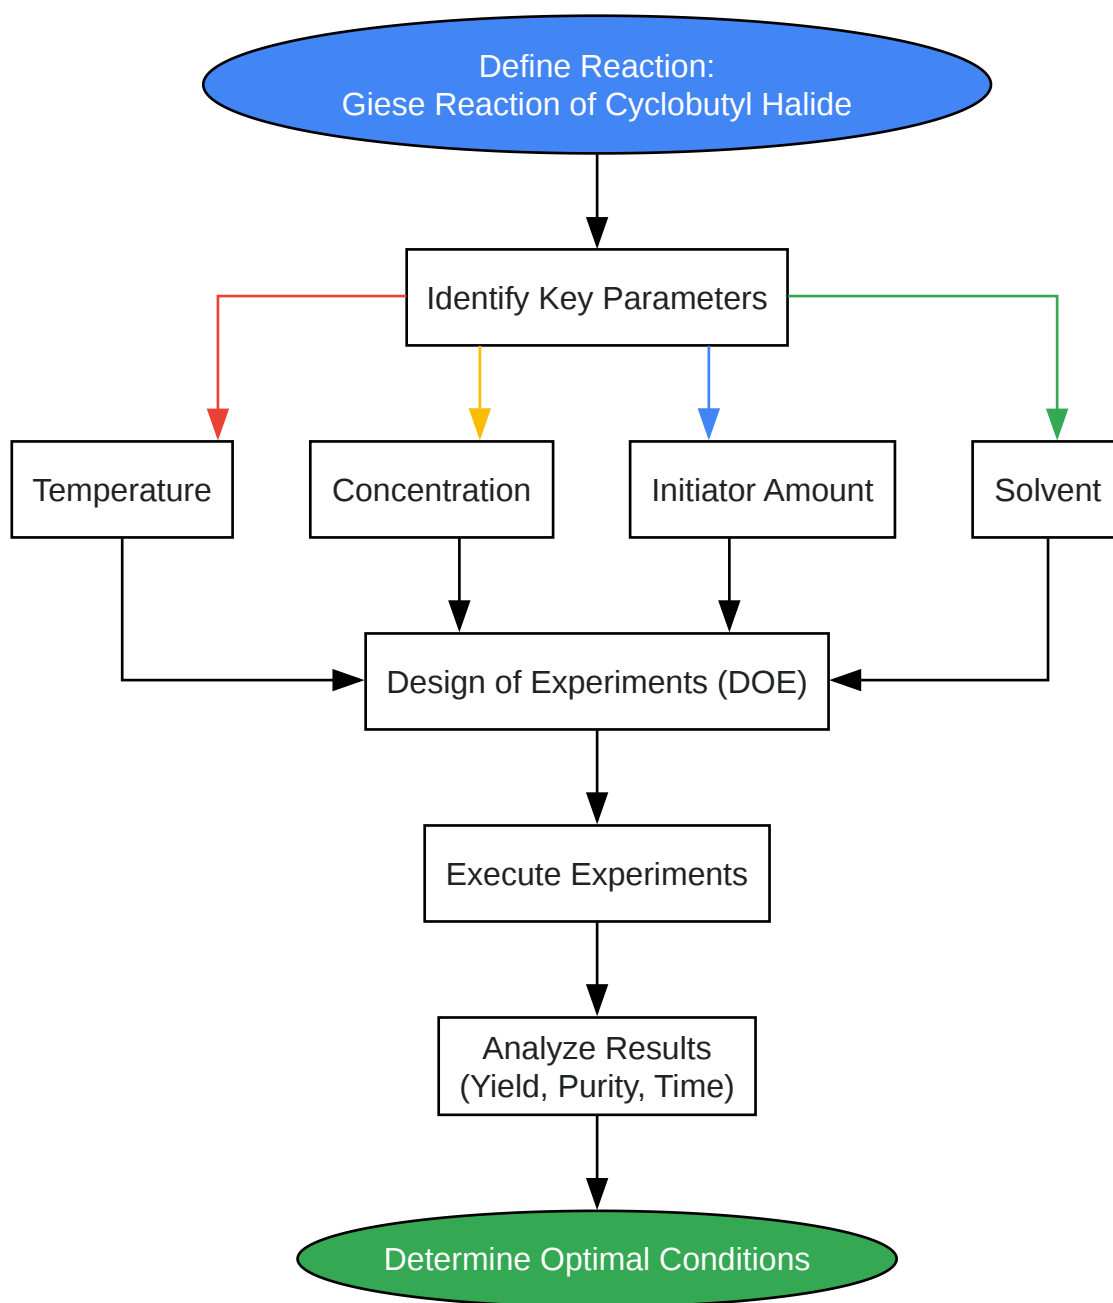 Define Reaction:
Giese Reaction of Cyclobutyl Halide
Identify Key Parameters
Temperature
Concentration
Initiator Amount
Solvent
Design of Experiments (DOE)
Execute Experiments
Analyze Results
(Yield, Purity, Time)
Determine Optimal Conditions